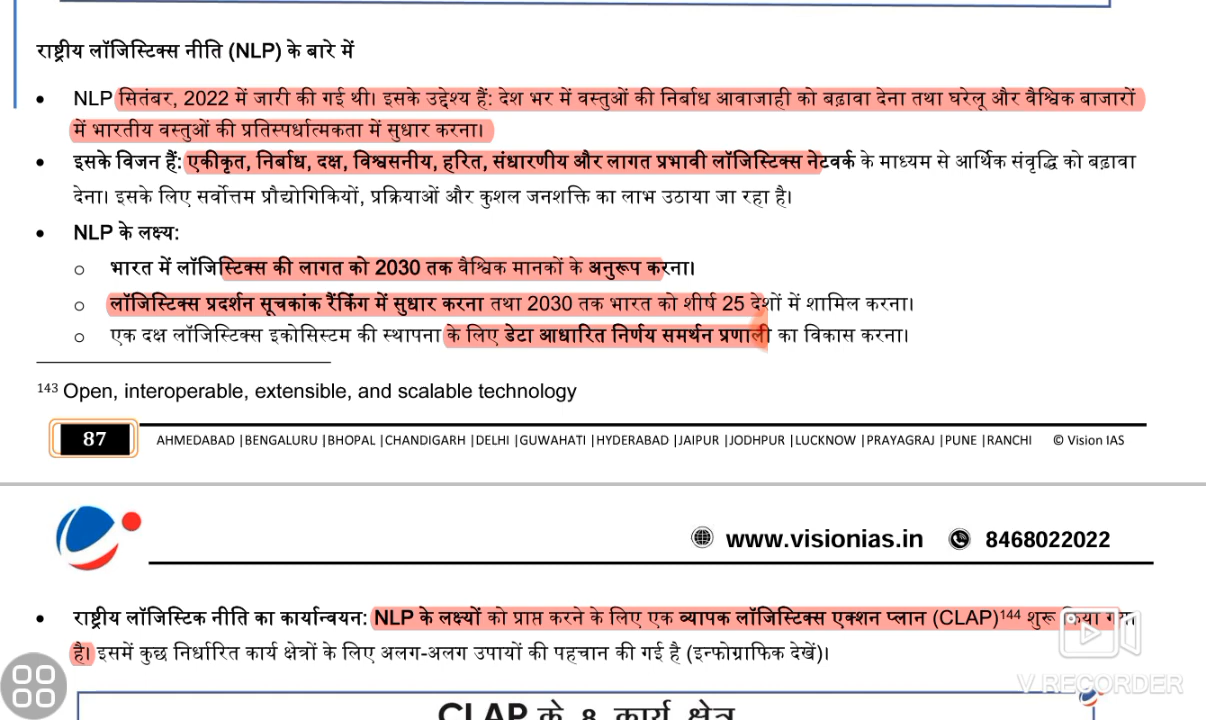 राष्ट्रीय लॉजिस्टिक्स नीति (NLP) के बारे में
• NLP सितंबर, 2022 में जारी की गई थी। इसके उद्देश्य हैं: देश भर में वस्तुओं की निर्बाध आवाजाही को बढ़ावा देना तथा घरेलू और वैश्विक बाजारों
में भारतीय वस्तुओं की प्रतिस्पर्धात्मकता में सुधार करना।
• इसके विजन हैं: एकीकृत, निर्बाध, दक्ष, विश्वसनीय, हरित, संधारणीय और लागत प्रभावी लॉजिस्टिक्स नेटवर्क के माध्यम से आर्थिक संवृद्धि को बढ़ावा
देना। इसके लिए सर्वोत्तम प्रौद्योगिकियों, प्रक्रियाओं और कुशल जनशक्ति का लाभ उठाया जा रहा है।
• NLP के लक्ष्य:
○ भारत में लॉजिस्टिक्स की लागत को 2030 तक वैश्विक मानकों के अनुरूप करना।
○ लॉजिस्टिक्स प्रदर्शन सूचकांक रैंकिंग में सुधार करना तथा 2030 तक भारत को शीर्ष 25 देशों में शामिल करना।
○ एक दक्ष लॉजिस्टिक्स इकोसिस्टम की स्थापना के लिए डेटा आधारित निर्णय समर्थन प्रणाली का विकास करना।
143 Open, interoperable, extensible, and scalable technology
87 AHMEDABAD |BENGALURU |BHOPAL |CHANDIGARH |DELHI |GUWAHATI |HYDERABAD |JAIPUR |JODHPUR |LUCKNOW |PRAYAGRAJ |PUNE |RANCHI © Vision IAS
www.visionias.in 8468022022
• राष्ट्रीय लॉजिस्टिक नीति का कार्यान्वयन: NLP के लक्ष्यों को प्राप्त करने के लिए एक व्यापक लॉजिस्टिक्स एक्शन प्लान (CLAP)144 शुरू किया गया
है। इसमें कुछ निर्धारित कार्य क्षेत्रों के लिए अलग-अलग उपायों की पहचान की गई है (इन्फोग्राफिक देखें)।
V RECORDER
CLAP के 8 कार्य क्षेत्र